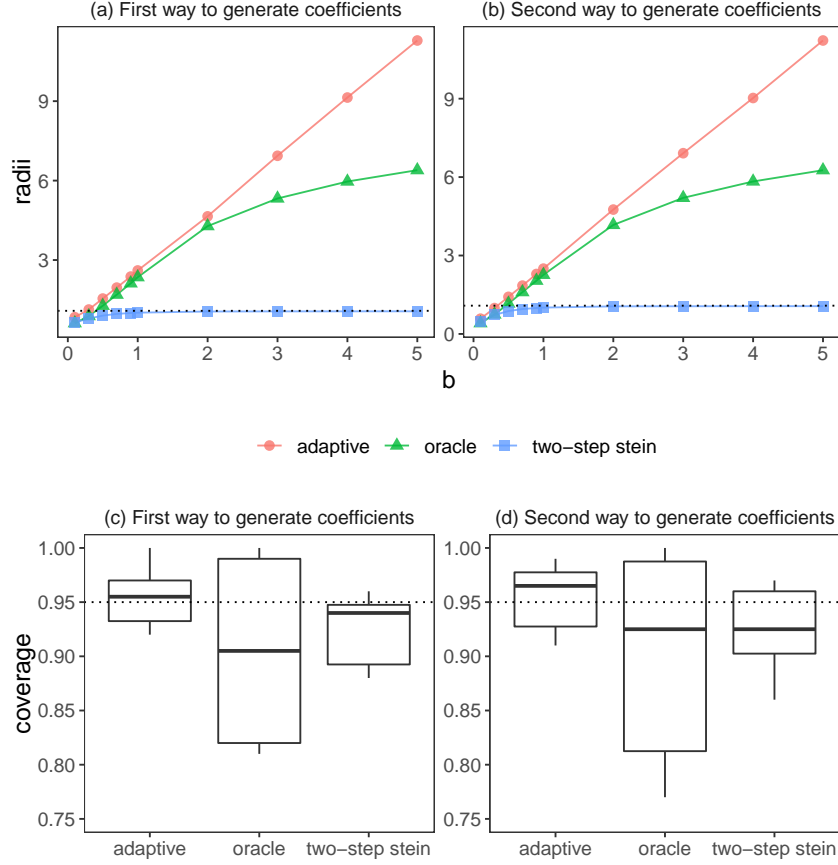 (a) First way to generate coefficients
(b) Second way to generate coefficients
radii
9
6
3
9
6
3
0
0 1 2 3 4 5
0 1 2 3 4 5
b
adaptive oracle two−step stein
(c) First way to generate coefficients
(d) Second way to generate coefficients
coverage
1.00
0.95
0.90
0.85
0.80
0.75
1.00
0.95
0.90
0.85
0.80
0.75
adaptive oracle two−step stein
adaptive oracle two−step stein